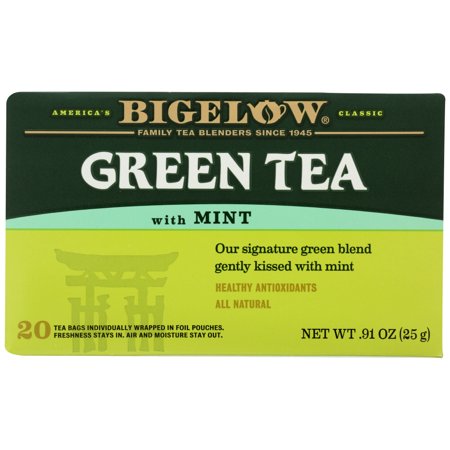 AMERICA'S BIGELOW® CLASSIC
FAMILY TEA BLENDERS SINCE 1945
GREEN TEA
with MINT
Our signature green blend
gently kissed with mint
HEALTHY ANTIOXIDANTS
ALL NATURAL
20 TEA BAGS INDIVIDUALLY WRAPPED IN FOIL POUCHES.
FRESHNESS STAYS IN. AIR AND MOISTURE STAY OUT.
NET WT .91 OZ (25 g)